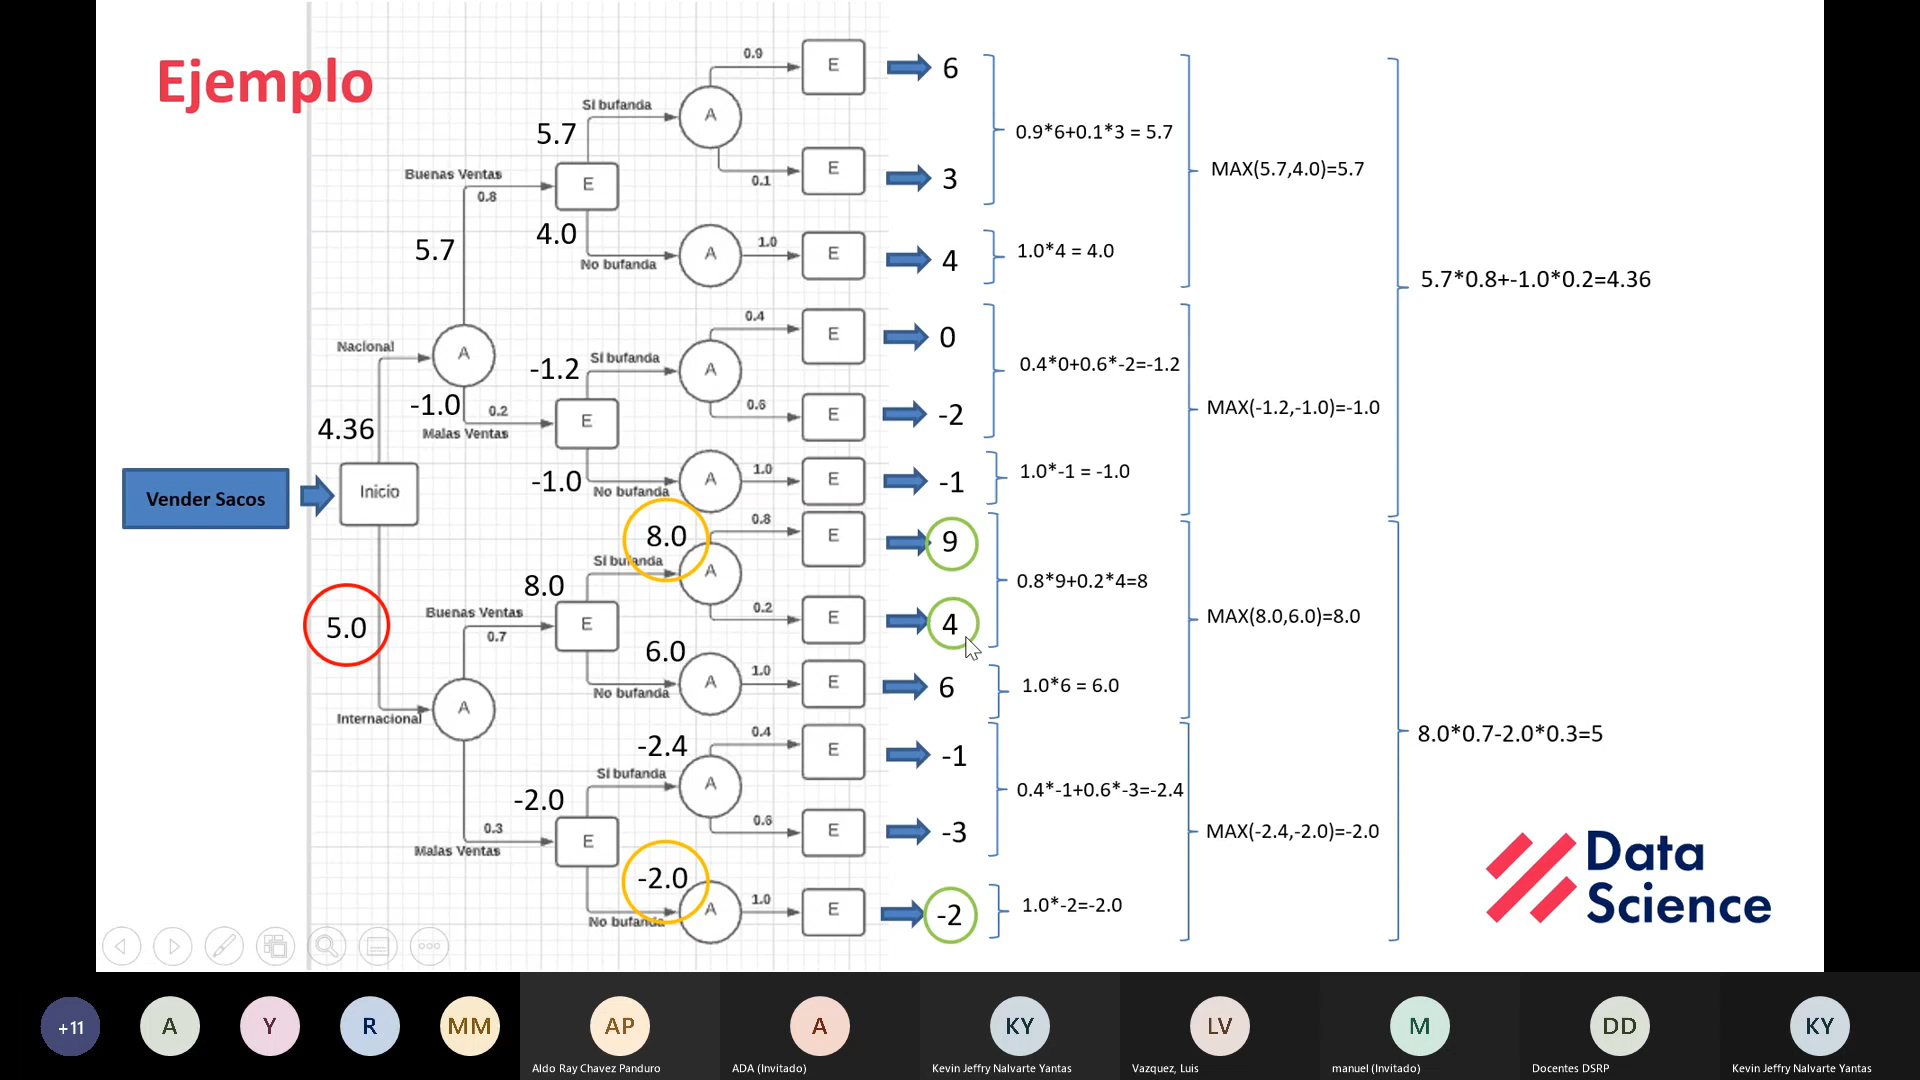 Ejemplo
0.9
E
6
Sí bufanda
A
5.7
0.9*6+0.1*3 = 5.7
Buenas Ventas
E
0.1
E
3
MAX(5.7,4.0)=5.7
0.8
4.0
1.0
E
4
1.0*4 = 4.0
5.7
No bufanda
A
5.7*0.8+-1.0*0.2=4.36
0.4
E
0
Nacional
A
-1.2
Sí bufanda
A
0.4*0+0.6*-2=-1.2
-1.0
0.2
0.6
E
-2
MAX(-1.2,-1.0)=-1.0
4.36
Malas Ventas
E
1.0
E
-1
1.0*-1 = -1.0
-1.0
No bufanda
A
Vender Sacos
Inicio
8.0
0.8
E
9
Sí bufanda
A
0.8*9+0.2*4=8
8.0
Buenas Ventas
E
0.2
E
4
MAX(8.0,6.0)=8.0
5.0
0.7
6.0
1.0
E
6
1.0*6 = 6.0
No bufanda
A
Internacional
A
8.0*0.7-2.0*0.3=5
-2.4
0.4
E
-1
Sí bufanda
A
0.4*-1+0.6*-3=-2.4
-2.0
0.3
0.6
E
-3
MAX(-2.4,-2.0)=-2.0
Malas Ventas
E
-2.0
1.0
E
-2
1.0*-2=-2.0
No bufanda
A
Data
Science
+11
A
Y
R
MM
AP
A
KY
LV
M
DD
KY
Aldo Ray Chavez Panduro
ADA (Invitado)
Kevin Jeffry Nalvarte Yantas
Vazquez, Luis
manuel (Invitado)
Docentes DSRP
Kevin Jeffry Nalvarte Yantas